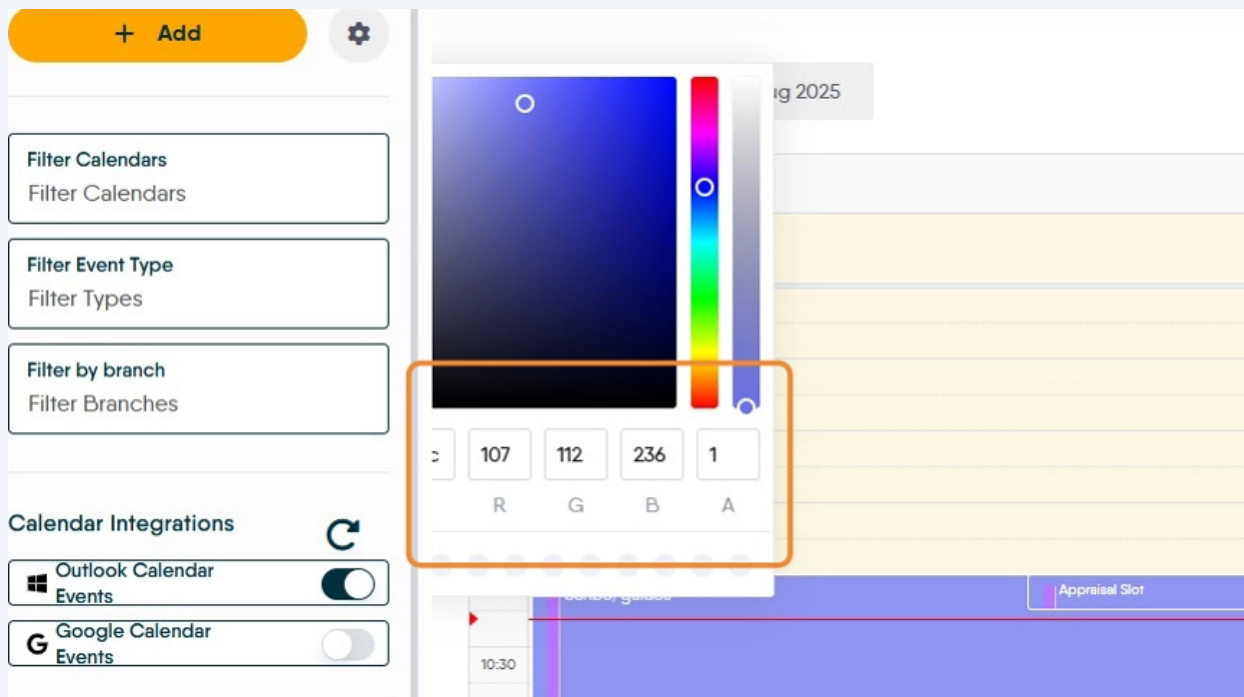 + Add
ug 2025
Filter Calendars
Filter Calendars
Filter Event Type
Filter Types
Filter by branch
Filter Branches
c 107 112 236 1
R G B A
Calendar Integrations
Outlook Calendar
Events
Google Calendar
Events
Appraisal Slot
10:30